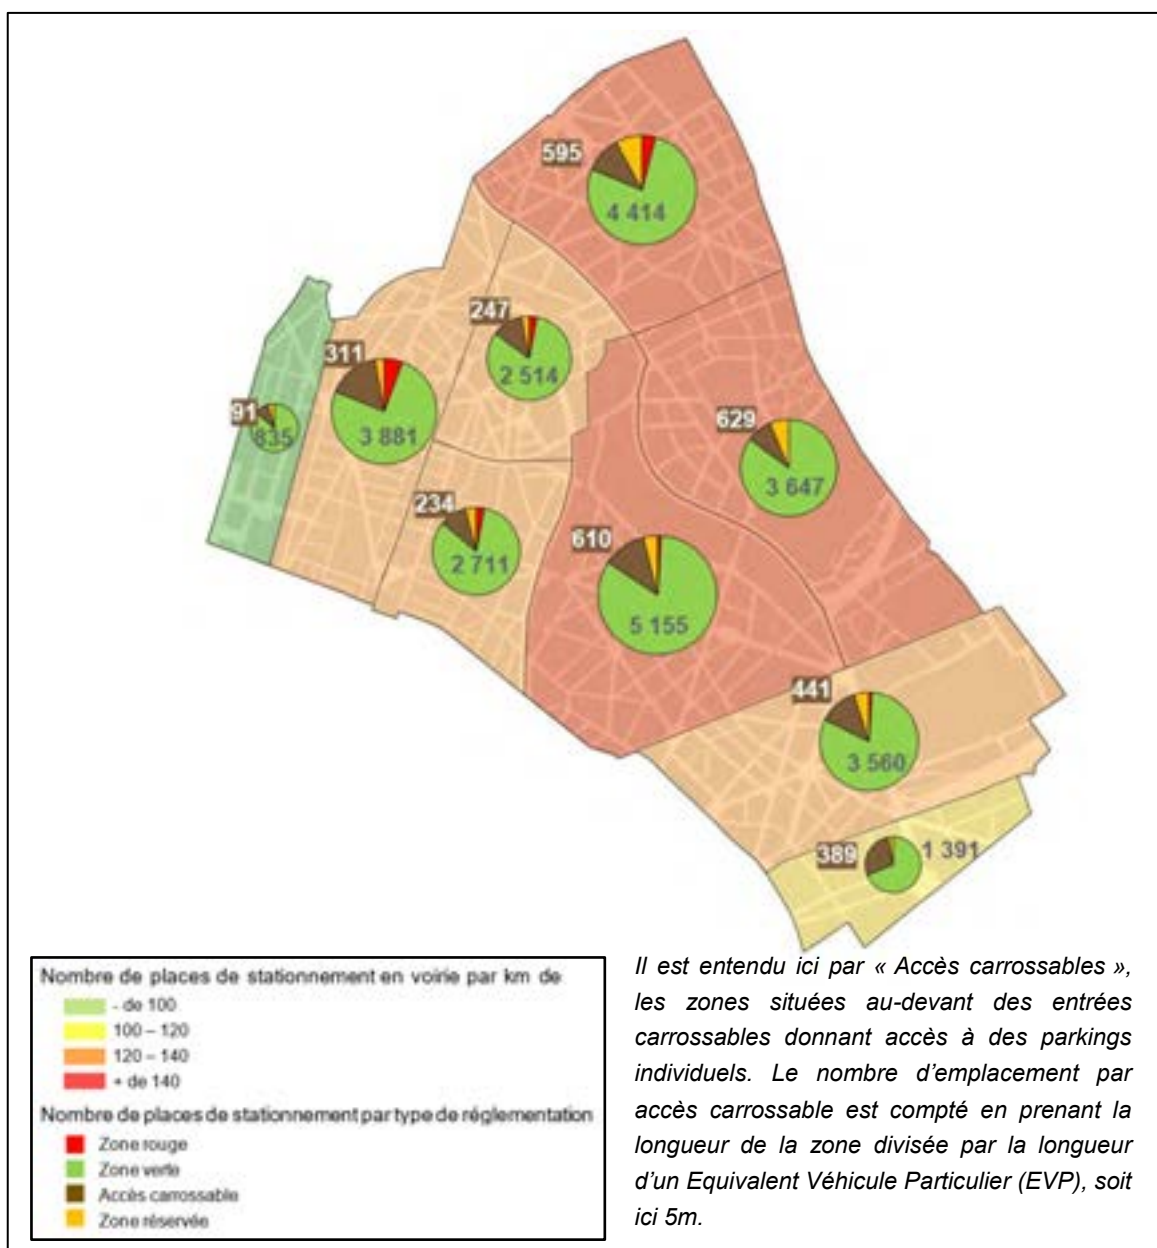 595
4 414
247
2 514
311
3 881
91
835
629
3 647
234
2 711
610
5 155
441
3 560
389
1 391
Nombre de places de stationnement en voirie par km de
- de 100
100 – 120
120 – 140
+ de 140
Nombre de places de stationnement par type de réglementation
Zone rouge
Zone verte
Accès carrossable
Zone réservée
Il est entendu ici par « Accès carrossables »,
les zones situées au-devant des entrées
carrossables donnant accès à des parkings
individuels. Le nombre d’emplacement par
accès carrossable est compté en prenant la
longueur de la zone divisée par la longueur
d’un Equivalent Véhicule Particulier (EVP), soit
ici 5m.